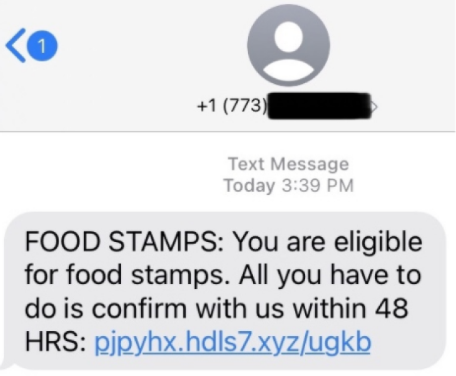 1
+1 (773)
Text Message
Today 3:39 PM
FOOD STAMPS: You are eligible
for food stamps. All you have to
do is confirm with us within 48
HRS: pjpyhx.hdls7.xyz/ugkb